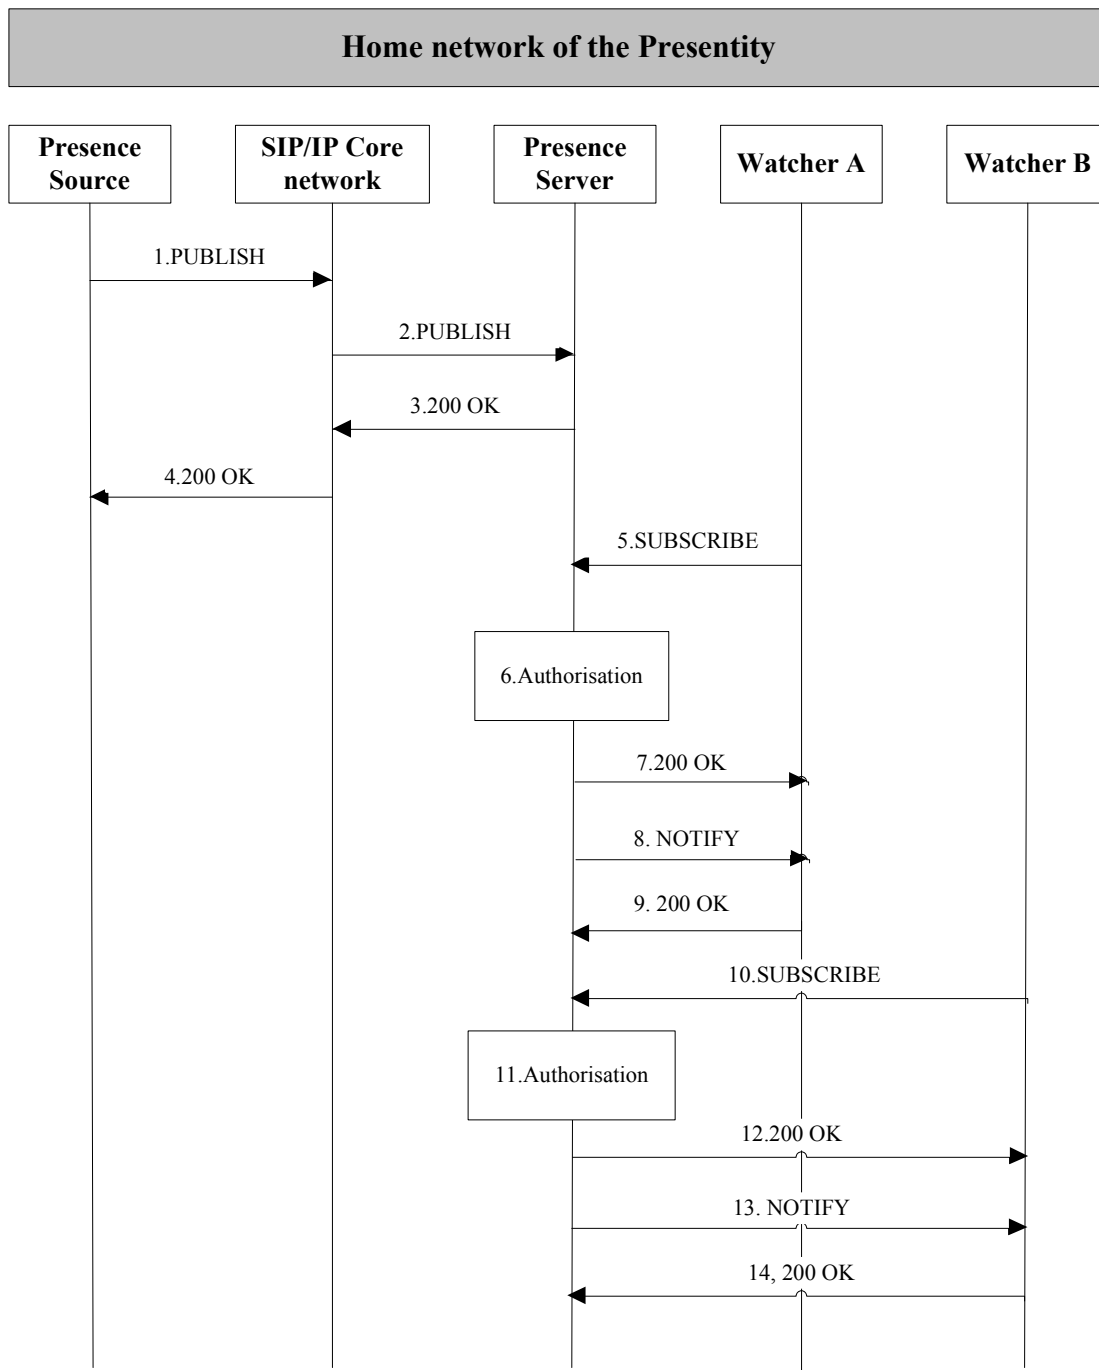 Home network of the Presentity
Presence
Source
SIP/IP Core
network
Presence
Server
Watcher A
Watcher B
1.PUBLISH
2.PUBLISH
3.200 OK
4.200 OK
5.SUBSCRIBE
6.Authorisation
7.200 OK
8. NOTIFY
9. 200 OK
10.SUBSCRIBE
11.Authorisation
12.200 OK
13. NOTIFY
14, 200 OK